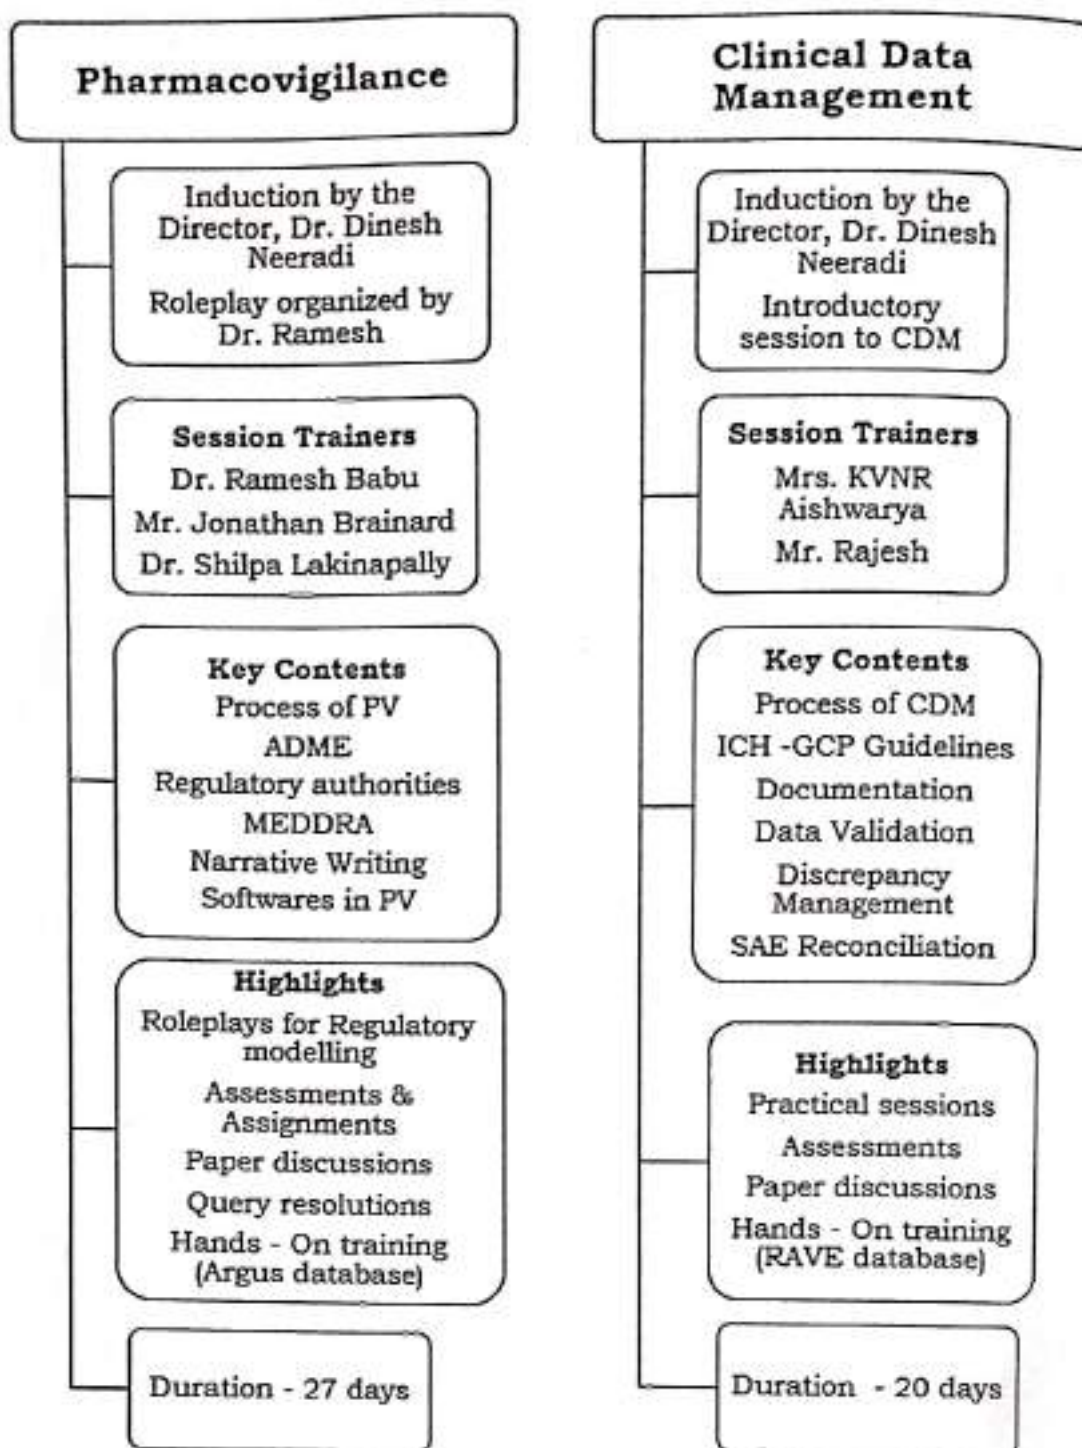 Pharmacovigilance
Induction by the
Director, Dr. Dinesh
Neeradi
Roleplay organized by
Dr. Ramesh
Session Trainers
Dr. Ramesh Babu
Mr. Jonathan Brainard
Dr. Shilpa Lakinapally
Key Contents
Process of PV
ADME
Regulatory authorities
MEDDRA
Narrative Writing
Softwares in PV
Highlights
Roleplays for Regulatory
modelling
Assessments &
Assignments
Paper discussions
Query resolutions
Hands - On training
(Argus database)
Duration - 27 days
Clinical Data
Management
Induction by the
Director, Dr. Dinesh
Neeradi
Introductory
session to CDM
Session Trainers
Mrs. KVNR
Aishwarya
Mr. Rajesh
Key Contents
Process of CDM
ICH -GCP Guidelines
Documentation
Data Validation
Discrepancy
Management
SAE Reconciliation
Highlights
Practical sessions
Assessments
Paper discussions
Hands - On training
(RAVE database)
Duration  - 20 days